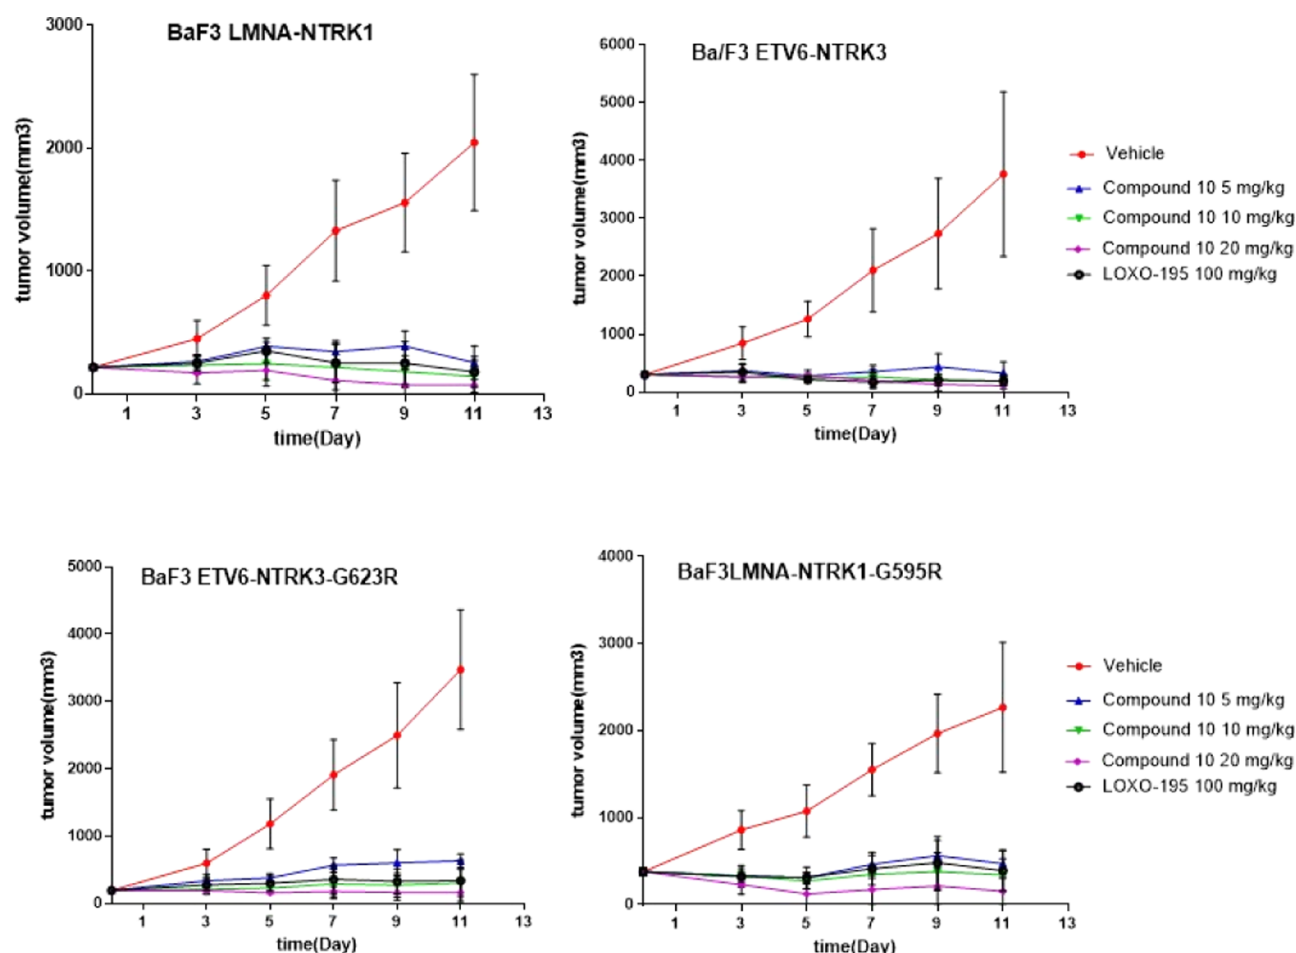 BaF3 LMNA-NTRK1
3000
2000
1000
0
tumor volume(mm3)
1 3 5 7 9 11 13
time(Day)
Ba/F3 ETV6-NTRK3
6000
5000
4000
3000
2000
1000
0
tumor volume(mm3)
1 3 5 7 9 11 13
time(Day)
Vehicle
Compound 10 5 mg/kg
Compound 10 10 mg/kg
Compound 10 20 mg/kg
LOXO-195 100 mg/kg
BaF3 ETV6-NTRK3-G623R
5000
4000
3000
2000
1000
0
tumor volume(mm3)
1 3 5 7 9 11 13
time(Day)
BaF3LMNA-NTRK1-G595R
4000
3000
2000
1000
0
tumor volume(mm3)
1 3 5 7 9 11 13
time(Day)
Vehicle
Compound 10 5 mg/kg
Compound 10 10 mg/kg
Compound 10 20 mg/kg
LOXO-195 100 mg/kg